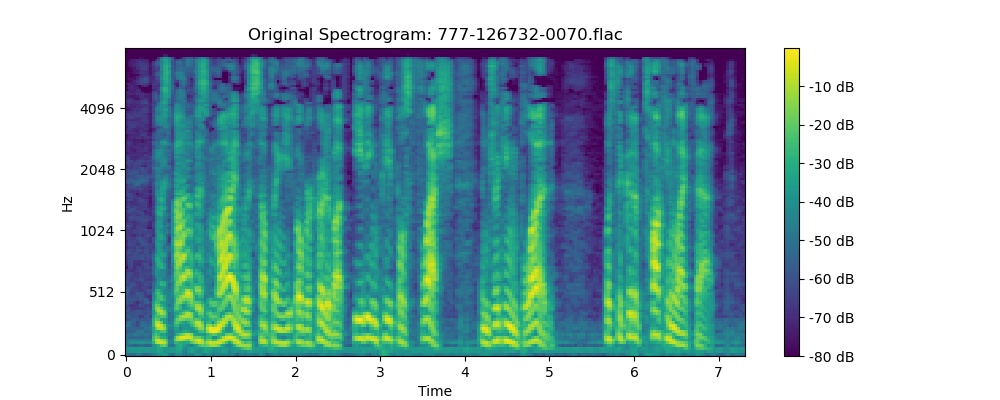 Original Spectrogram: 777-126732-0070.flac
Hz
4096
2048
1024
512
0
0 1 2 3 4 5 6 7
Time
-10 dB
-20 dB
-30 dB
-40 dB
-50 dB
-60 dB
-70 dB
-80 dB